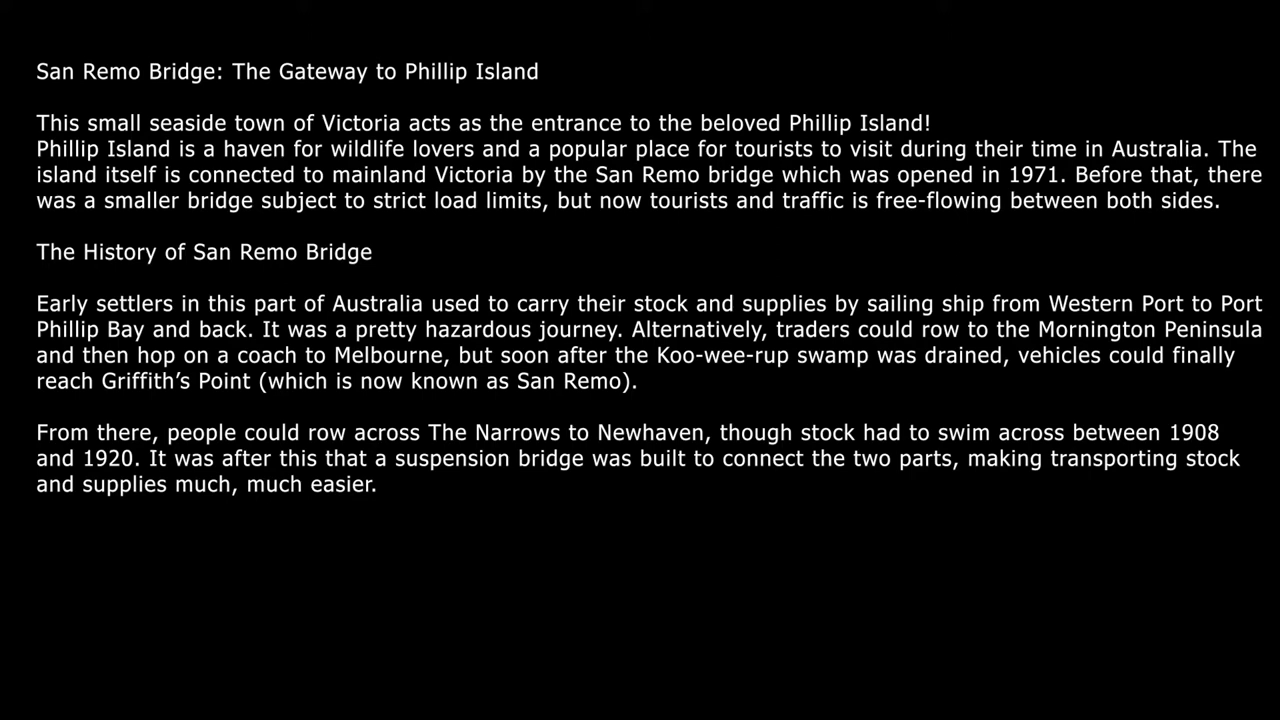 San Remo Bridge: The Gateway to Phillip Island
This small seaside town of Victoria acts as the entrance to the beloved Phillip Island!
Phillip Island is a haven for wildlife lovers and a popular place for tourists to visit during their time in Australia. The
island itself is connected to mainland Victoria by the San Remo bridge which was opened in 1971. Before that, there
was a smaller bridge subject to strict load limits, but now tourists and traffic is free-flowing between both sides.
The History of San Remo Bridge
Early settlers in this part of Australia used to carry their stock and supplies by sailing ship from Western Port to Port
Phillip Bay and back. It was a pretty hazardous journey. Alternatively, traders could row to the Mornington Peninsula
and then hop on a coach to Melbourne, but soon after the Koo-wee-rup swamp was drained, vehicles could finally
reach Griffith’s Point (which is now known as San Remo).
From there, people could row across The Narrows to Newhaven, though stock had to swim across between 1908
and 1920. It was after this that a suspension bridge was built to connect the two parts, making transporting stock
and supplies much, much easier.